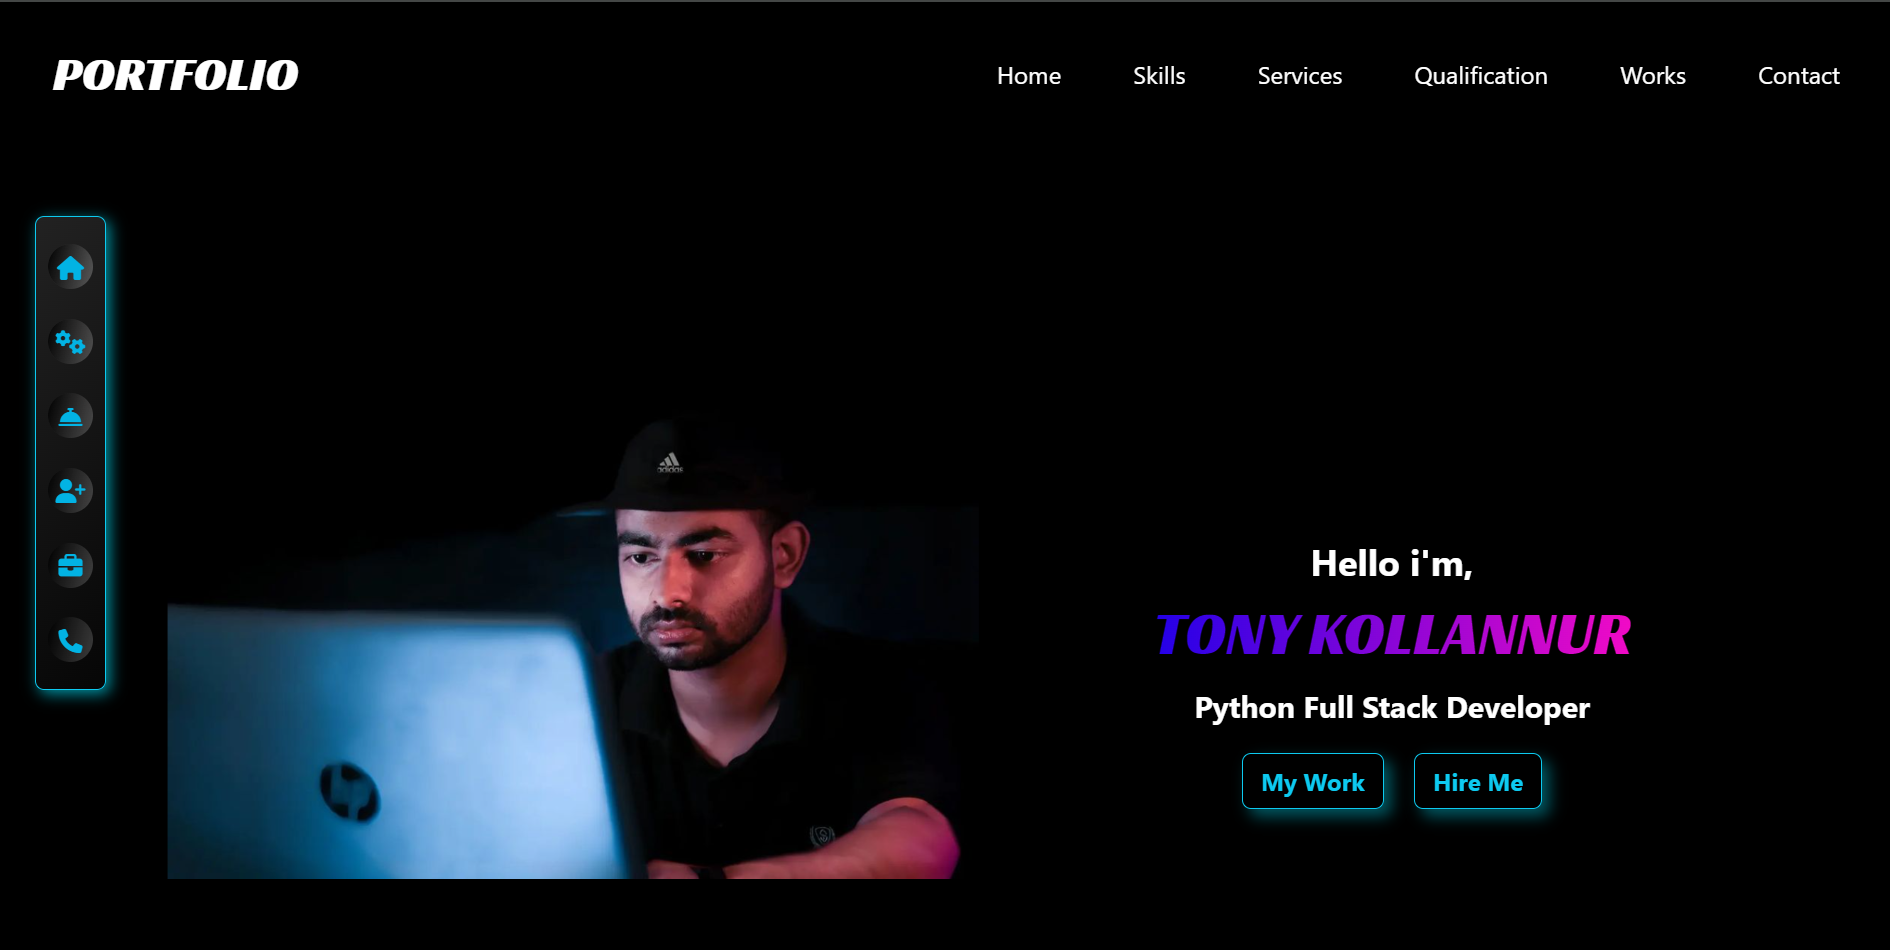 PORTFOLIO
Home Skills Services Qualification Works Contact
adidas
hp
Hello i'm,
TONY KOLLANNUR
Python Full Stack Developer
My Work Hire Me